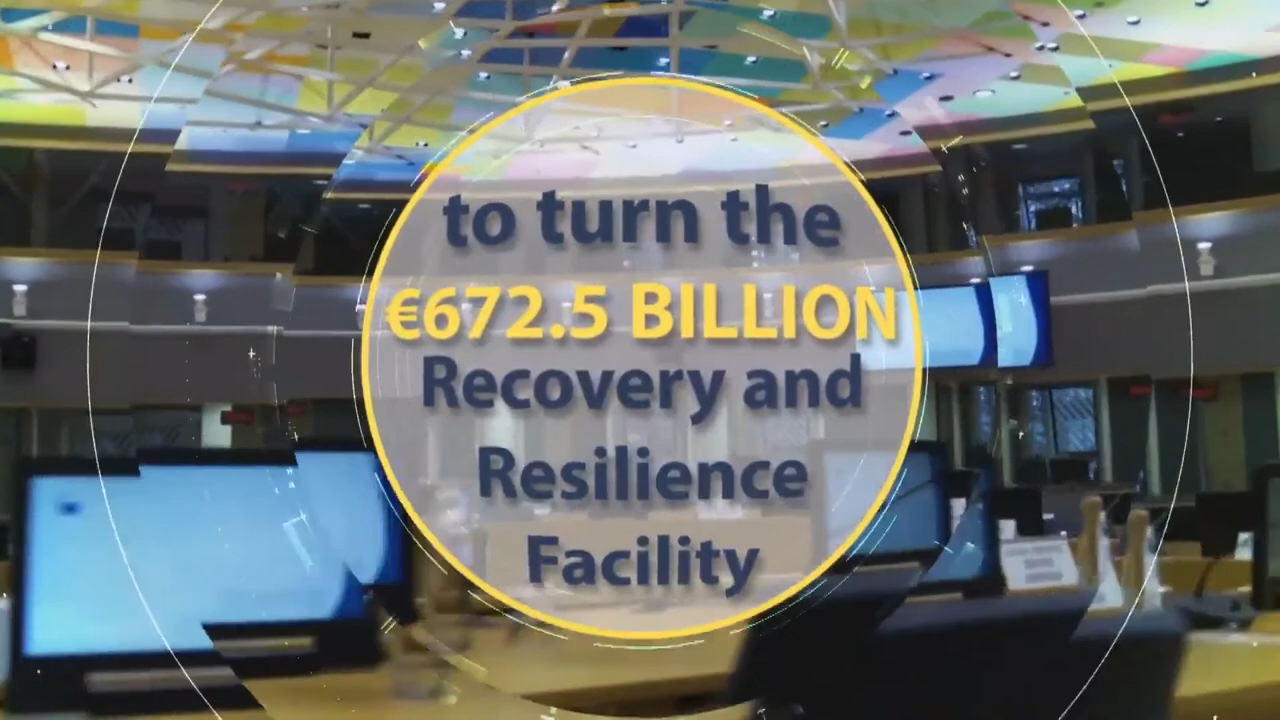 to turn the
€672.5 BILLION
Recovery and
Resilience
Facility